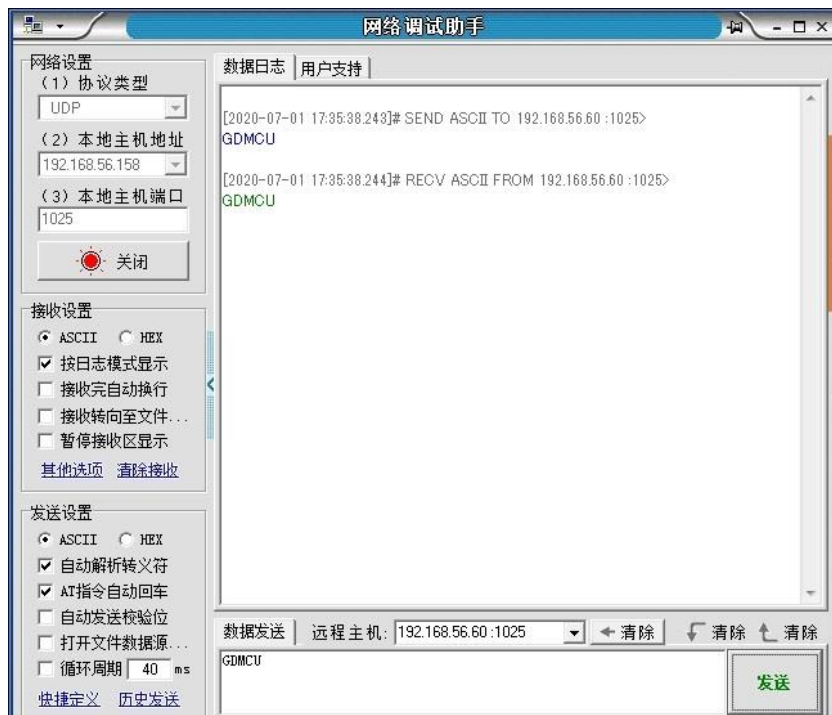 网络调试助手
网络设置
（1）协议类型
UDP
（2）本地主机地址
192.168.56.158
（3）本地主机端口
1025
关闭
接收设置
ASCII HEX
按日志模式显示
接收完自动换行
接收转向至文件...
暂停接收区显示
其他选项 清除接收
发送设置
ASCII HEX
自动解析转义符
AT指令自动回车
自动发送校验位
打开文件数据源...
循环周期 40 ms
快捷定义 历史发送
数据日志 用户支持
[2020-07-01 17:35:38.243]# SEND ASCII TO 192.168.56.60 :1025>
GDMCU
[2020-07-01 17:35:38.244]# RECV ASCII FROM 192.168.56.60 :1025>
GDMCU
数据发送 远程主机: 192.168.56.60 :1025 清除 清除 清除
GDMCU
发送